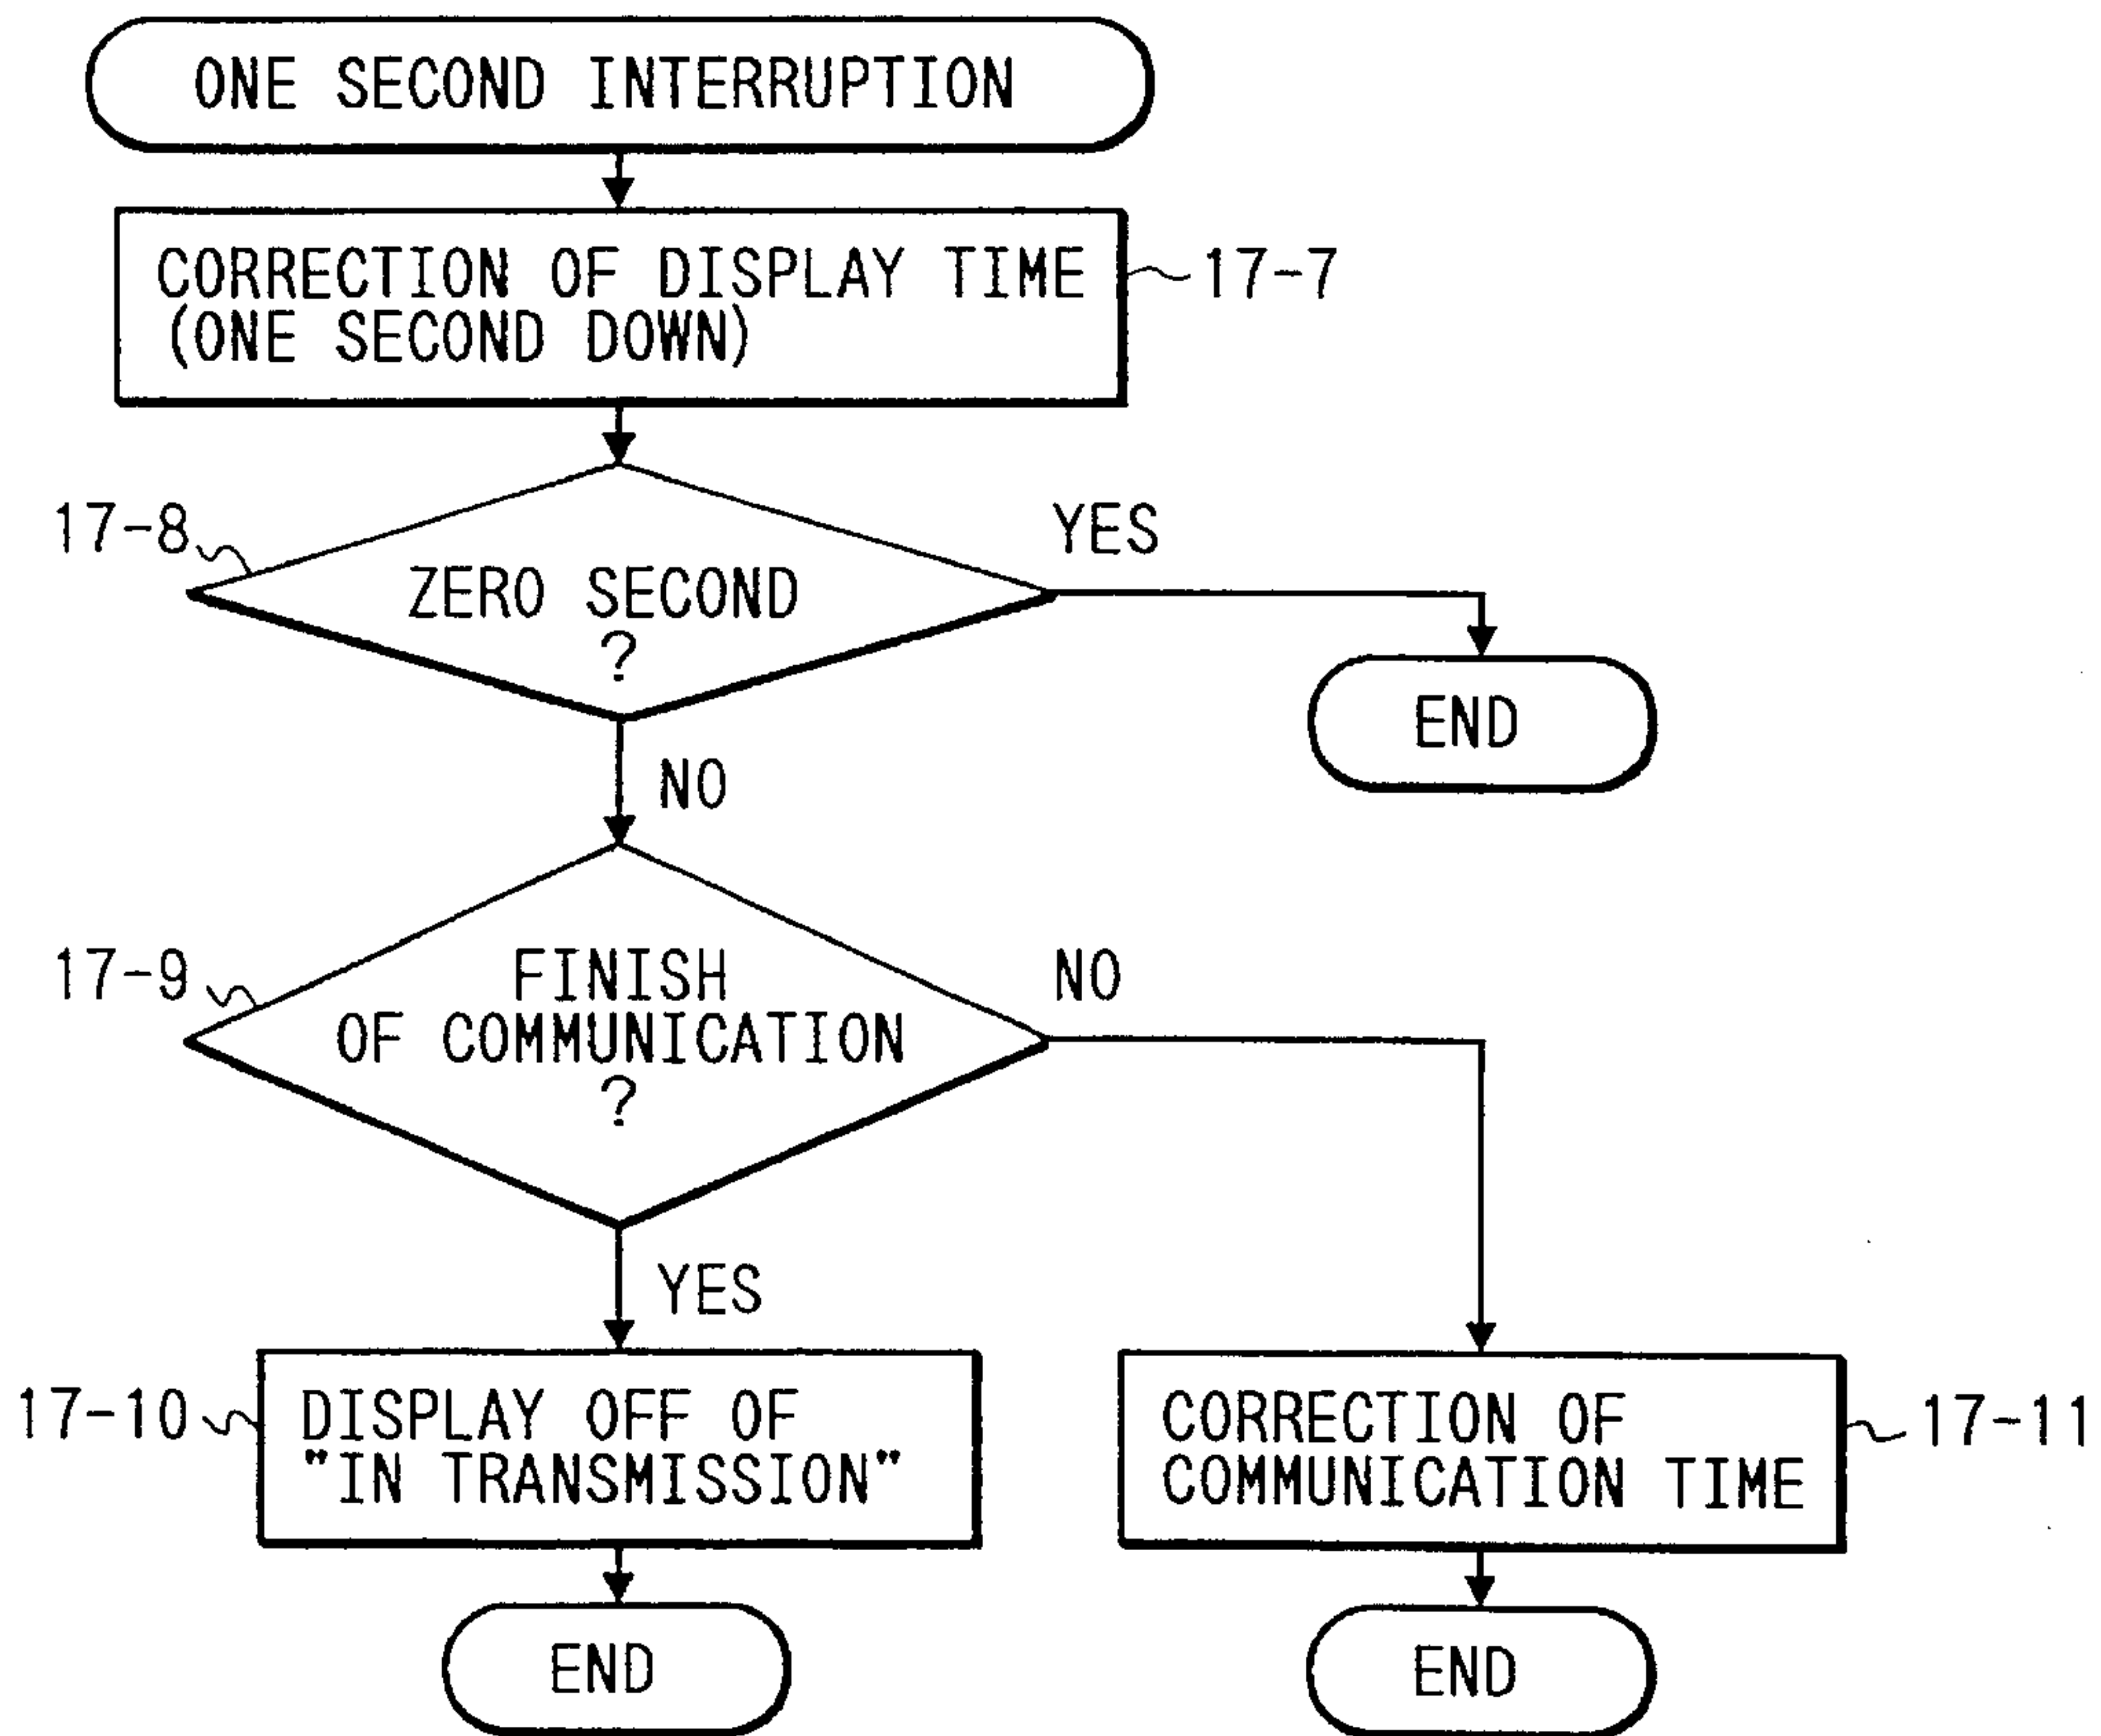 ONE SECOND INTERRUPTION
CORRECTION OF DISPLAY TIME
(ONE SECOND DOWN)
17-7
17-8
ZERO SECOND
?
YES
END
NO
17-9
FINISH
OF COMMUNICATION
?
NO
YES
17-10
DISPLAY OFF OF
"IN TRANSMISSION"
CORRECTION OF
COMMUNICATION TIME
17-11
END
END